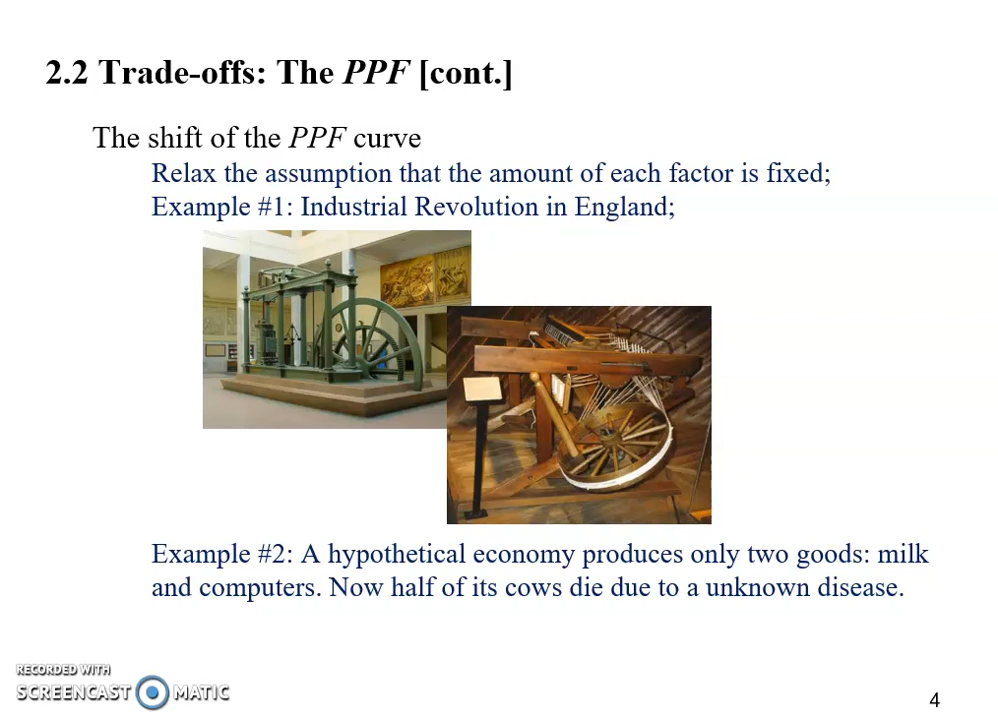 2.2 Trade-offs: The PPF [cont.]
The shift of the PPF curve
Relax the assumption that the amount of each factor is fixed;
Example #1: Industrial Revolution in England;
Example #2: A hypothetical economy produces only two goods: milk
and computers. Now half of its cows die due to a unknown disease.
RECORDED WITH
SCREENCAST MATIC
4